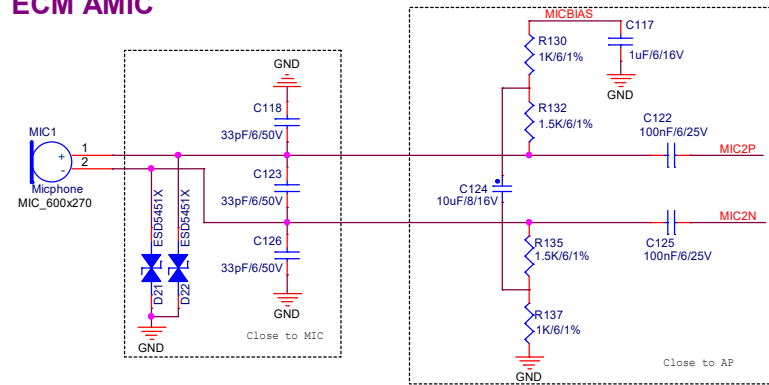 ECM AMIC
MICBIAS
C117
1uF/6/16V
GND
R130
1K/6/1%
R132
1.5K/6/1%
GND
C118
33pF/6/50V
MIC1
1
2
+
-
Micphone
MIC_600x270
C123
33pF/6/50V
C126
33pF/6/50V
GND
ESD5451X
ESD5451X
D21
D22
GND
Close to MIC
C122
100nF/6/25V
MIC2P
C124
10uF/8/16V
MIC2N
C125
100nF/6/25V
R135
1.5K/6/1%
R137
1K/6/1%
GND
Close to AP